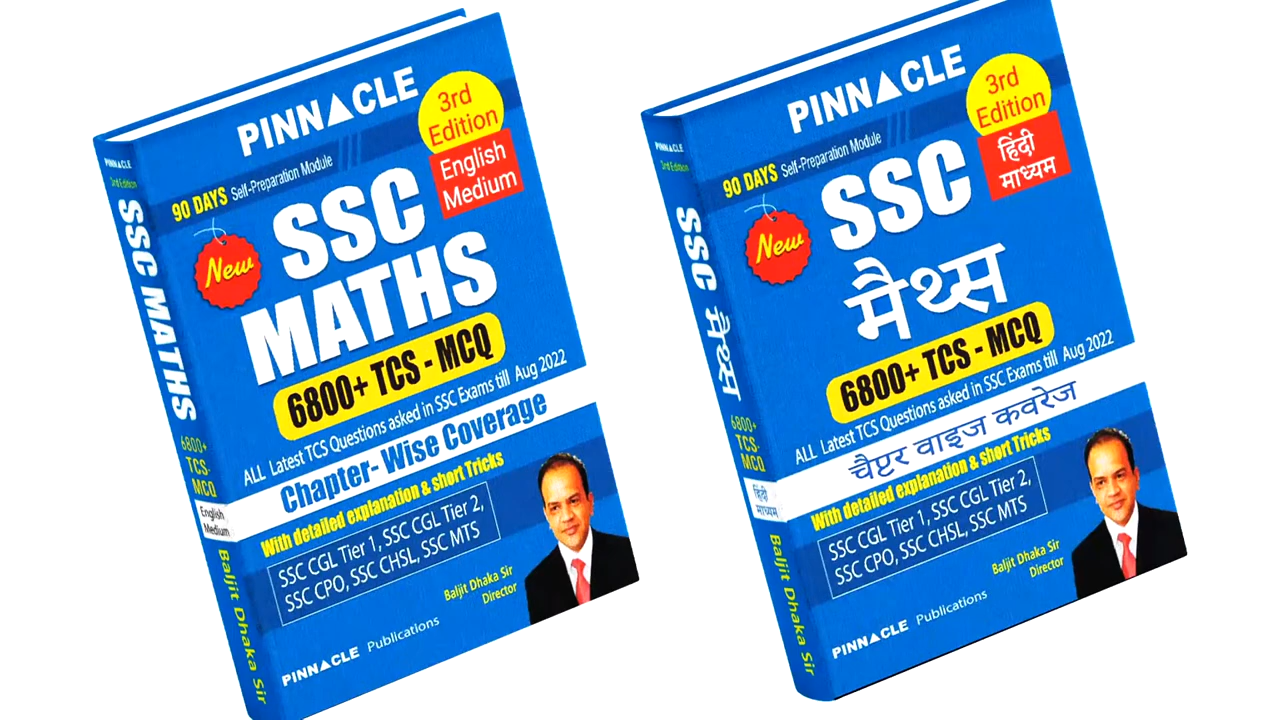 PINNACLE
3rd Edition
SSC MATHS
6800+
TCS-
MCQ
English
Medium
Baljit Dhaka Sir
PINNACLE
3rd
Edition
English
Medium
90 DAYS Self-Preparation Module
New
SSC
MATHS
6800+ TCS - MCQ
ALL Latest TCS Questions asked in SSC Exams till Aug 2022
Chapter- Wise Coverage
With detailed explanation & short Tricks
SSC CGL Tier 1, SSC CGL Tier 2,
SSC CPO, SSC CHSL, SSC MTS
Baljit Dhaka Sir
Director
PINNACLE Publications
PINNACLE
3rd Edition
SSC मैथ्स
6800+
TCS-
MCQ
हिंदी
माध्यम
Baljit Dhaka Sir
PINNACLE
3rd
Edition
हिंदी
माध्यम
90 DAYS Self-Preparation Module
New
SSC
मैथ्स
6800+ TCS - MCQ
ALL Latest TCS Questions asked in SSC Exams till Aug 2022
चैप्टर वाइज कवरेज
With detailed explanation & short Tricks
SSC CGL Tier 1, SSC CGL Tier 2,
SSC CPO, SSC CHSL, SSC MTS
Baljit Dhaka Sir
Director
PINNACLE Publications